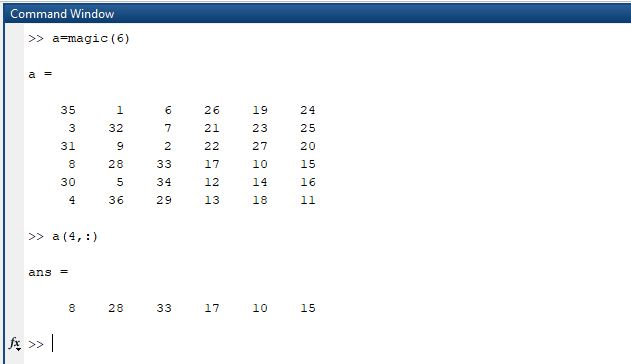 Command Window
>> a=magic(6)
a =
35 1 6 26 19 24
3 32 7 21 23 25
31 9 2 22 27 20
8 28 33 17 10 15
30 5 34 12 14 16
4 36 29 13 18 11
>> a(4,:)
ans =
8 28 33 17 10 15
fx >>